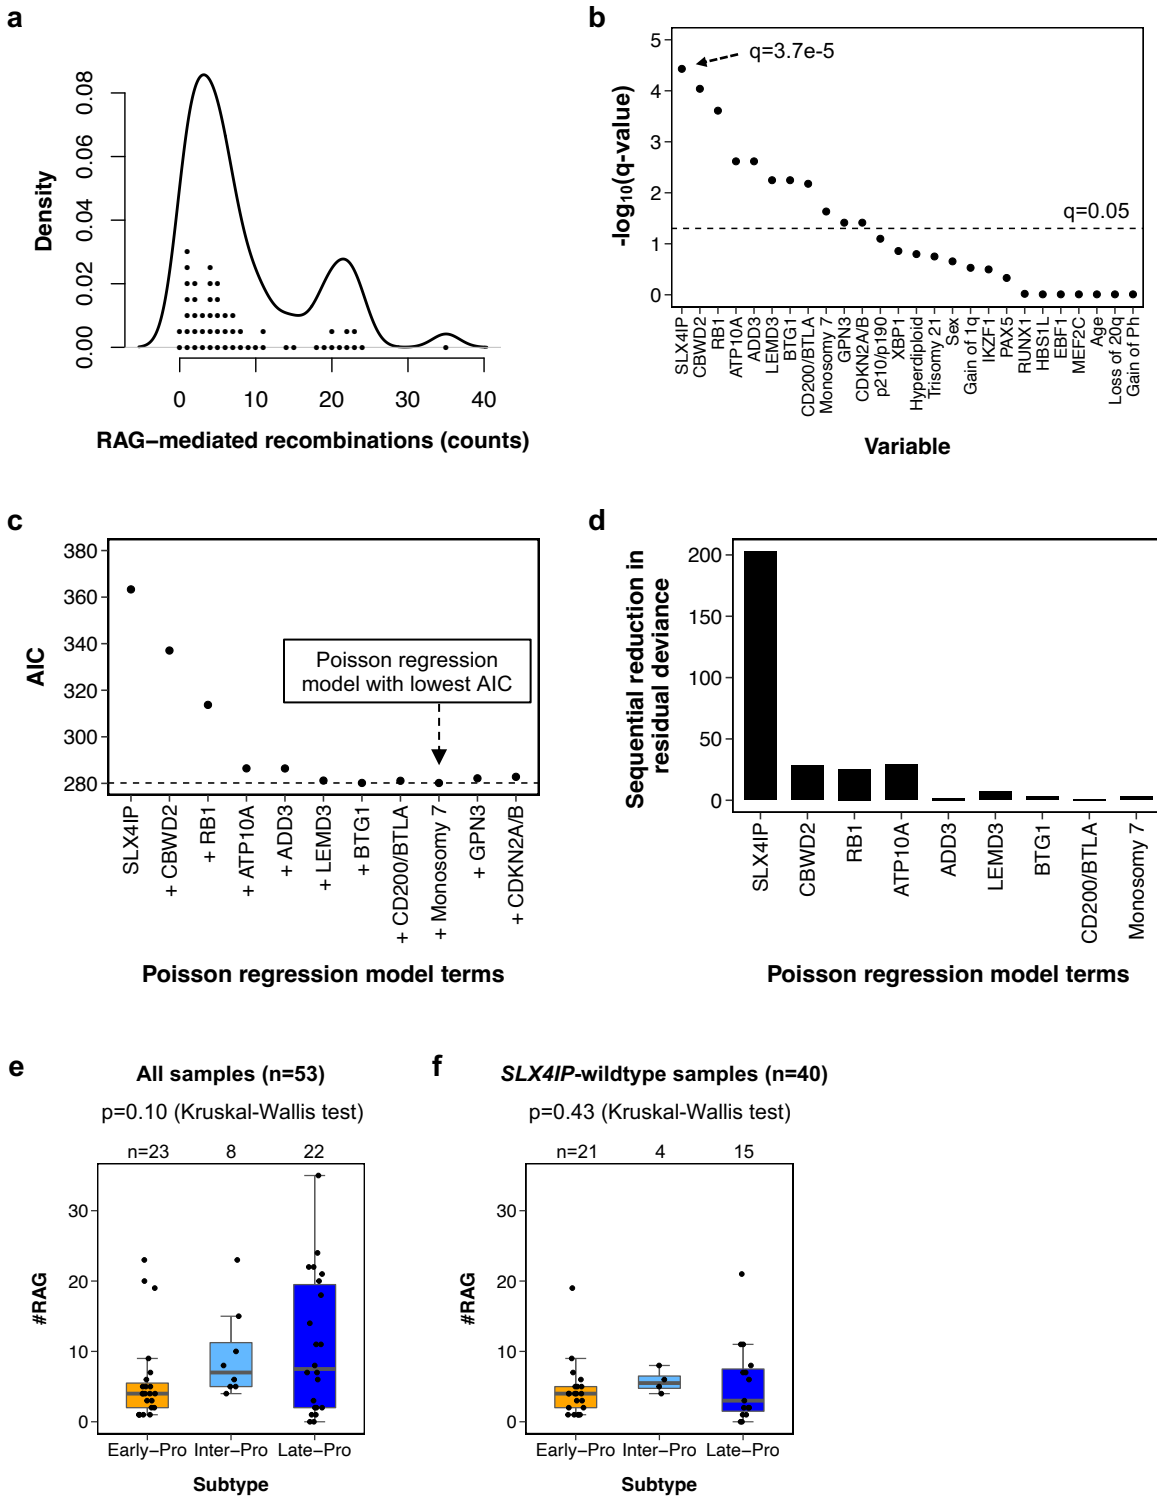 a
0.00
0.02
0.04
0.06
0.08
Density
0
10
20
30
40
RAG−mediated recombinations (counts)
b
5
4
3
2
1
0
-log10(q-value)
q=3.7e-5
q=0.05
SLX4IP
CBWD2
RB1
ATP10A
ADD3
LEMD3
BTG1
CD200/BTLA
Monosomy 7
GPN3
CDKN2A/B
p210/p190
XBP1
Hyperdiploid
Trisomy 21
Sex
Gain of 1q
IKZF1
PAX5
RUNX1
HBS1L
EBF1
MEF2C
Age
Loss of 20q
Gain of Ph
Variable
c
380
360
340
320
300
280
AIC
Poisson regression
model with lowest AIC
SLX4IP
+ CBWD2
+ RB1
+ ATP10A
+ ADD3
+ LEMD3
+ BTG1
+ CD200/BTLA
+ Monosomy 7
+ GPN3
+ CDKN2A/B
Poisson regression model terms
d
200
150
100
50
0
Sequential reduction in
residual deviance
SLX4IP
CBWD2
RB1
ATP10A
ADD3
LEMD3
BTG1
CD200/BTLA
Monosomy 7
Poisson regression model terms
e
All samples (n=53)
p=0.10 (Kruskal-Wallis test)
n=23
8
22
30
20
10
0
#RAG
Early−Pro
Inter−Pro
Late−Pro
Subtype
f
SLX4IP-wildtype samples (n=40)
p=0.43 (Kruskal-Wallis test)
n=21
4
15
30
20
10
0
#RAG
Early−Pro
Inter−Pro
Late−Pro
Subtype